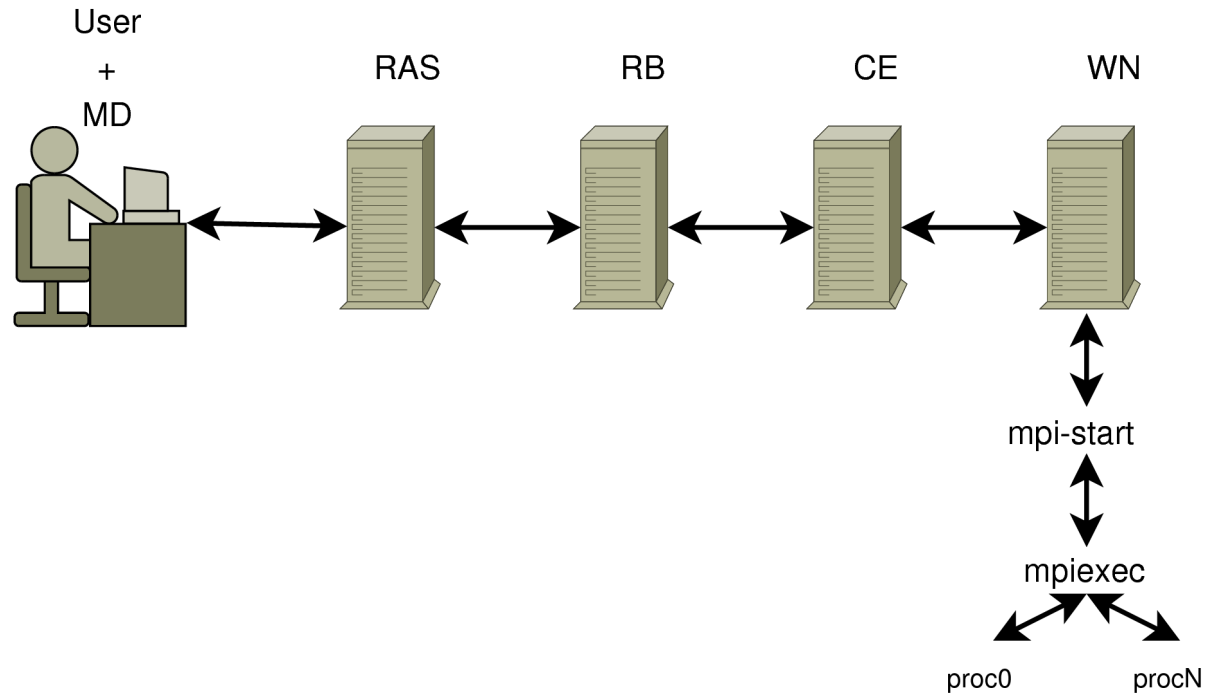 User
+
MD
RAS
RB
CE
WN
mpi-start
mpiexec
proc0
procN